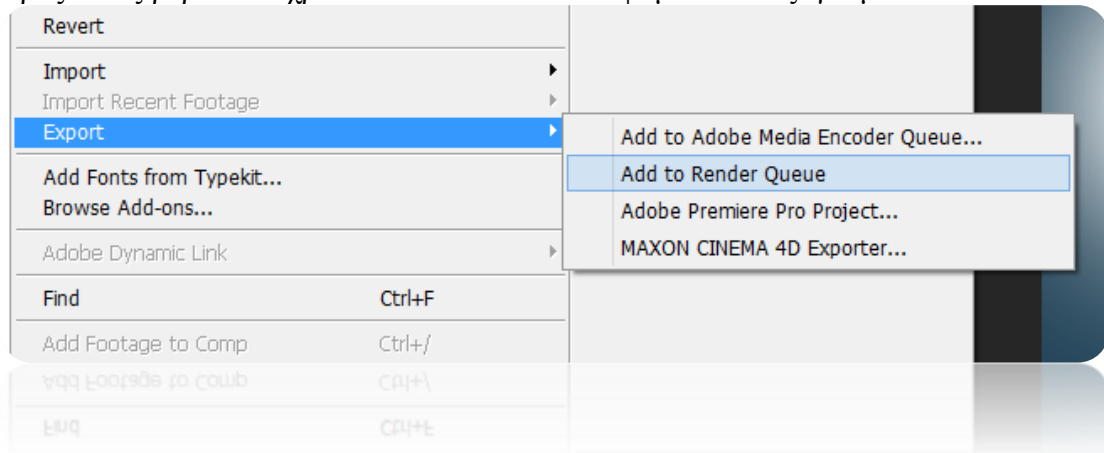 Revert
Import
Import Recent Footage
Export
Add to Adobe Media Encoder Queue...
Add to Render Queue
Adobe Premiere Pro Project...
MAXON CINEMA 4D Exporter...
Add Fonts from Typekit...
Browse Add-ons...
Adobe Dynamic Link
Find Ctrl+F
Add Footage to Comp Ctrl+/